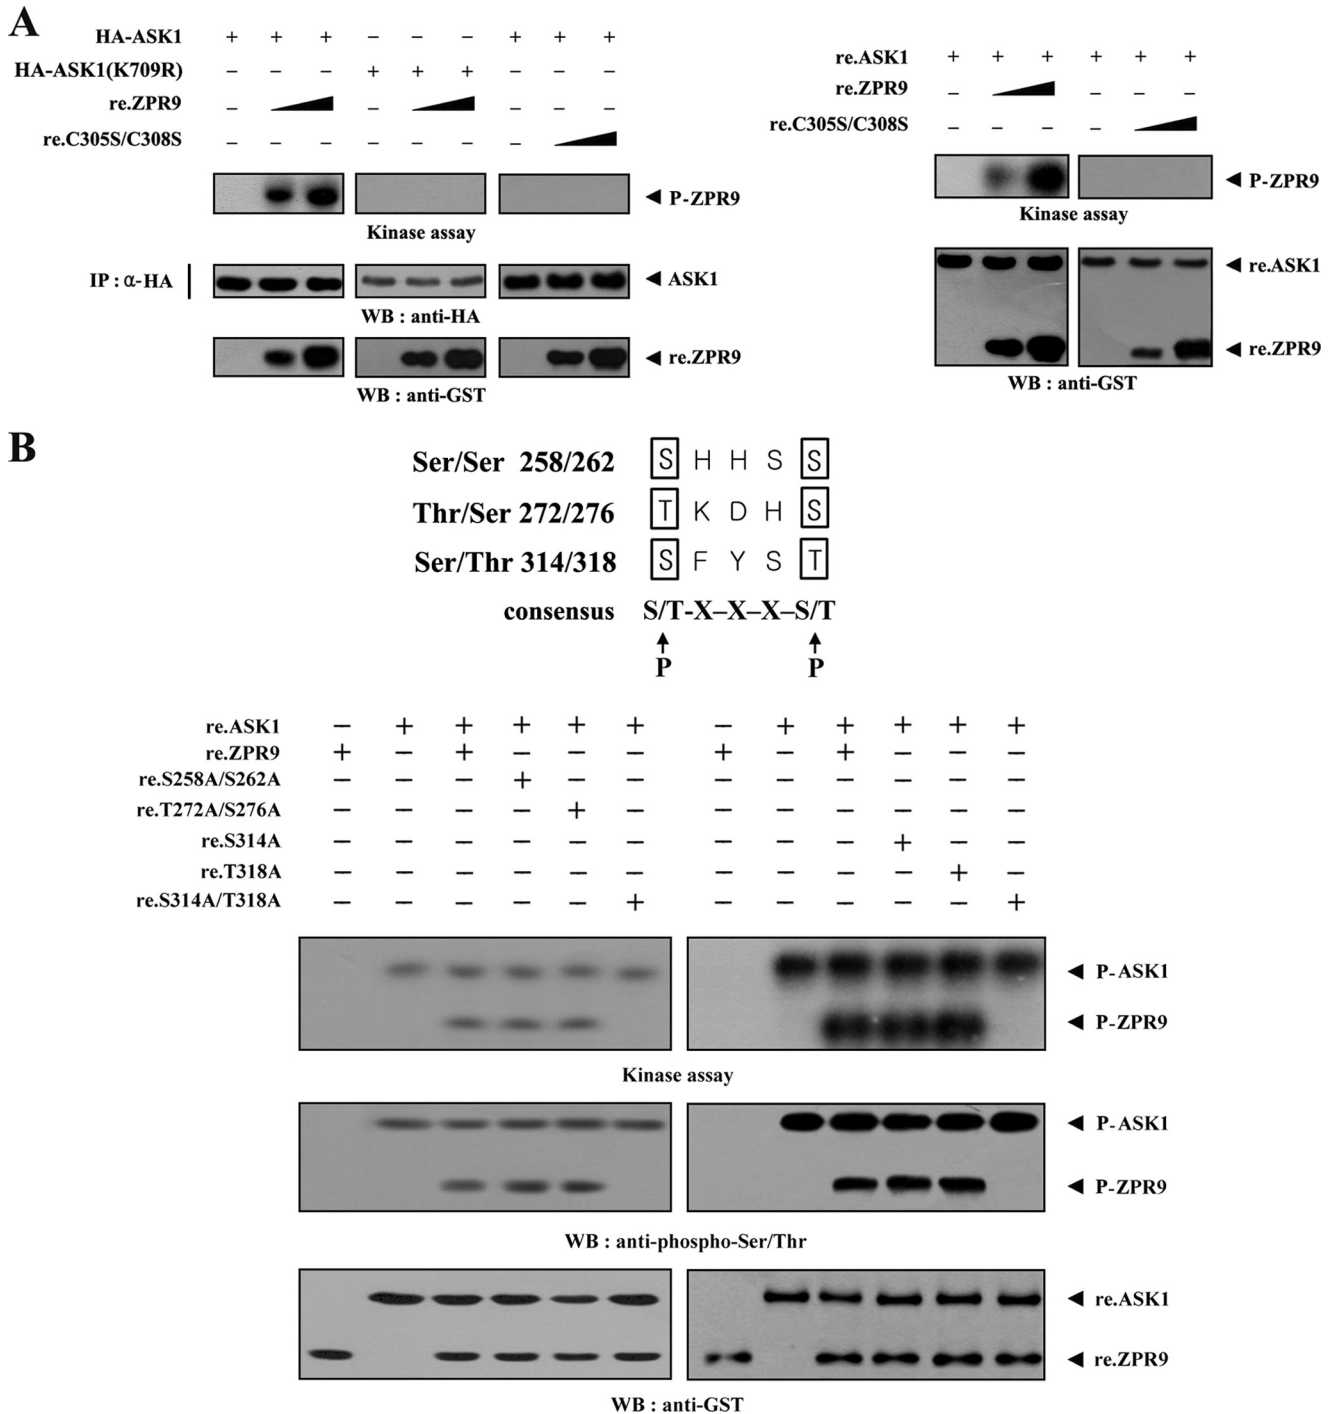 A
HA-ASK1 + + + – – – + + +
HA-ASK1(K709R) – – – + + + – – –
re.ZPR9 – – – – –
re.C305S/C308S – – – – – – –
P-ZPR9
Kinase assay
IP : α-HA
ASK1
WB : anti-HA
re.ZPR9
WB : anti-GST
re.ASK1 + + + + + +
re.ZPR9 – – – –
re.C305S/C308S – – – –
P-ZPR9
Kinase assay
re.ASK1
re.ZPR9
WB : anti-GST
B
Ser/Ser 258/262 S H H S S
Thr/Ser 272/276 T K D H S
Ser/Thr 314/318 S F Y S T
consensus S/T-X–X–X–S/T
P P
re.ASK1 – + + + + + – + + + + +
re.ZPR9 + – + – – – + – + – – –
re.S258A/S262A – – – + – – – – – – – –
re.T272A/S276A – – – – + – – – – – – –
re.S314A – – – – – – – – – + – –
re.T318A – – – – – – – – – – + –
re.S314A/T318A – – – – – + – – – – – +
P-ASK1
P-ZPR9
Kinase assay
P-ASK1
P-ZPR9
WB : anti-phospho-Ser/Thr
re.ASK1
re.ZPR9
WB : anti-GST